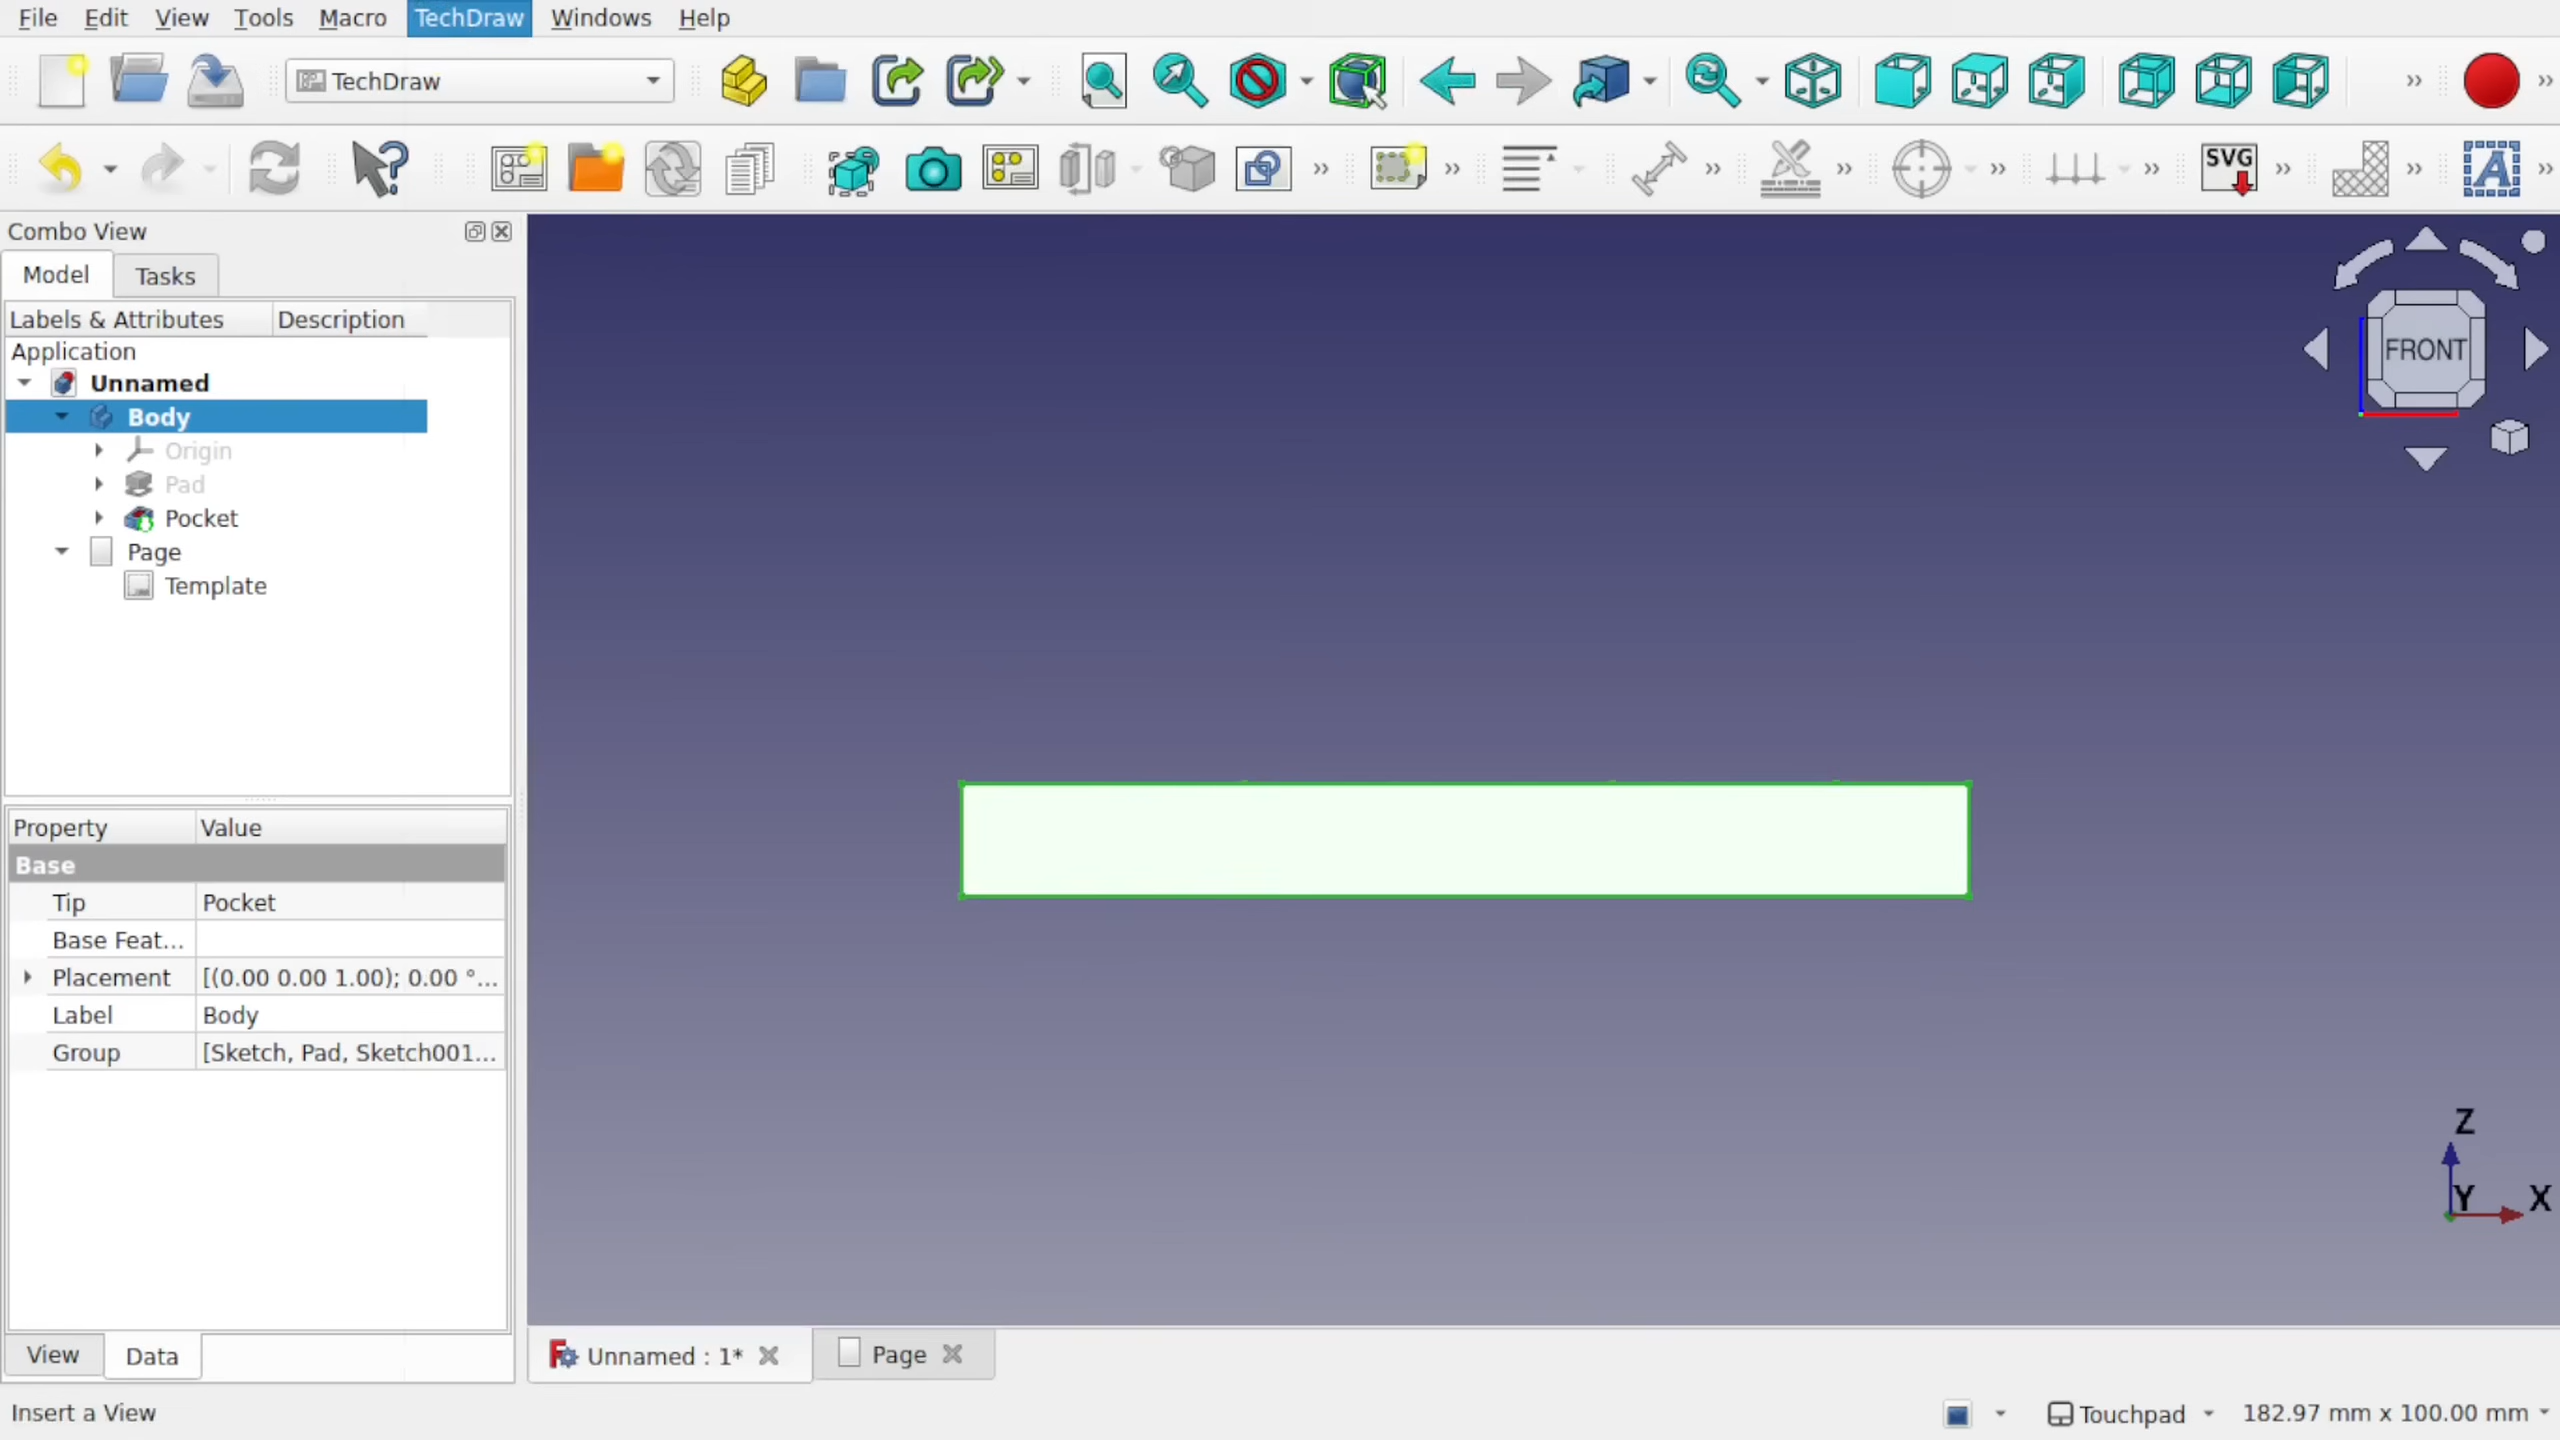 File Edit View Tools Macro TechDraw Windows Help
TechDraw
SVG
A
Combo View
Model Tasks
Labels & Attributes Description
Application
Unnamed
Body
Origin
Pad
Pocket
Page
Template
FRONT
Property Value
Base
Tip Pocket
Base Feat...
Placement [(0.00 0.00 1.00); 0.00 °...
Label Body
Group [Sketch, Pad, Sketch001...
Z
Y X
View Data
Unnamed : 1* Page
Insert a View
Touchpad 182.97 mm x 100.00 mm